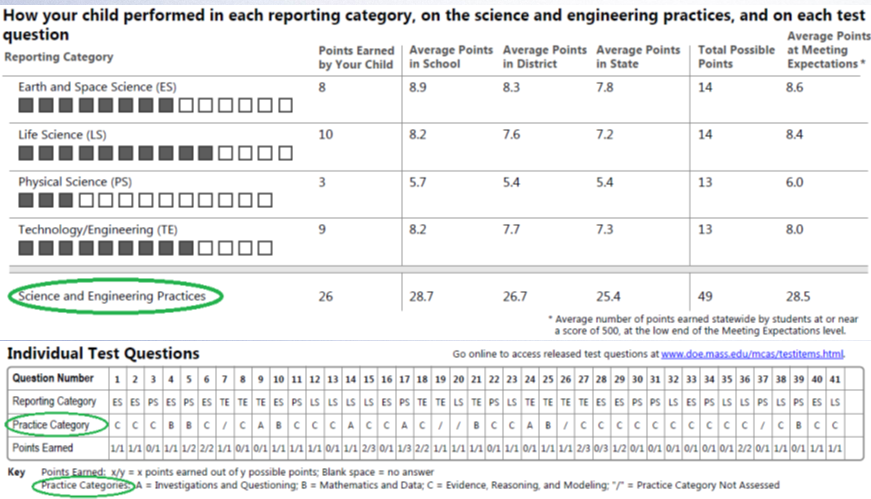 How your child performed in each reporting category, on the science and engineering practices, and on each test
question
Reporting Category Points Earned by Your Child Average Points in School Average Points in District Average Points in State Total Possible Points Average Points at Meeting Expectations *
Earth and Space Science (ES) 8 8.9 8.3 7.8 14 8.6
Life Science (LS) 10 8.2 7.6 7.2 14 8.4
Physical Science (PS) 3 5.7 5.4 5.4 13 6.0
Technology/Engineering (TE) 9 8.2 7.7 7.3 13 8.0
Science and Engineering Practices 26 28.7 26.7 25.4 49 28.5
* Average number of points earned statewide by students at or near
a score of 500, at the low end of the Meeting Expectations level.
Individual Test Questions Go online to access released test questions at www.doe.mass.edu/mcas/testitems.html.
Question Number 1 2 3 4 5 6 7 8 9 10 11 12 13 14 15 16 17 18 19 20 21 22 23 24 25 26 27 28 29 30 31 32 33 34 35 36 37 38 39 40 41
Reporting Category ES ES PS ES PS ES TE TE TE ES PS LS LS LS LS ES PS TE TE LS TE PS LS TE TE TE TE ES ES PS PS LS ES PS LS LS PS LS PS ES LS
Practice Category C C C B B C / C A B C C C A C C A C / / B C C A B / C C C C C C C C C C / C B C C
Points Earned 1/1 1/1 0/1 1/1 1/2 2/2 1/1 0/1 0/1 1/1 1/1 1/1 0/1 1/1 2/3 0/1 1/3 2/2 1/1 1/1 1/1 0/1 1/1 0/1 1/1 1/1 2/3 0/3 1/2 0/1 0/1 0/1 0/1 0/1 0/1 2/2 0/1 1/1 0/1 1/1 1/1
Key Points Earned: x/y = x points earned out of y possible points; Blank space = no answer
Practice Categories: A = Investigations and Questioning; B = Mathematics and Data; C = Evidence, Reasoning, and Modeling; "/" = Practice Category Not Assessed